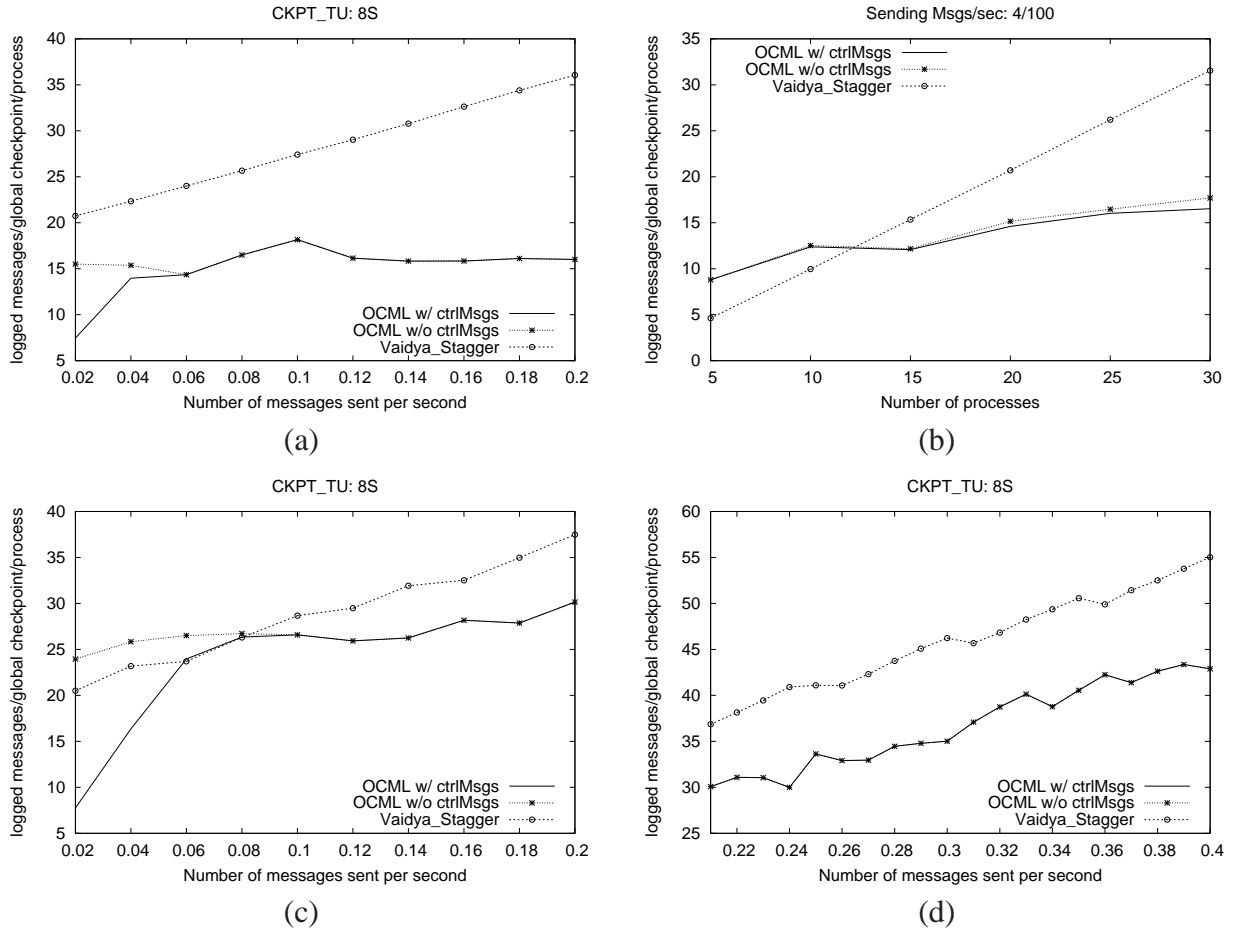 CKPT_TU: 8S
logged messages/global checkpoint/process
40
35
30
25
20
15
10
5
0.02 0.04 0.06 0.08 0.1 0.12 0.14 0.16 0.18 0.2
Number of messages sent per second
OCML w/ ctrlMsgs
OCML w/o ctrlMsgs
Vaidya_Stagger
(a)
Sending Msgs/sec: 4/100
logged messages/global checkpoint/process
35
30
25
20
15
10
5
0
5 10 15 20 25 30
Number of processes
OCML w/ ctrlMsgs
OCML w/o ctrlMsgs
Vaidya_Stagger
(b)
CKPT_TU: 8S
logged messages/global checkpoint/process
40
35
30
25
20
15
10
5
0.02 0.04 0.06 0.08 0.1 0.12 0.14 0.16 0.18 0.2
Number of messages sent per second
OCML w/ ctrlMsgs
OCML w/o ctrlMsgs
Vaidya_Stagger
(c)
CKPT_TU: 8S
logged messages/global checkpoint/process
60
55
50
45
40
35
30
25
0.22 0.24 0.26 0.28 0.3 0.32 0.34 0.36 0.38 0.4
Number of messages sent per second
OCML w/ ctrlMsgs
OCML w/o ctrlMsgs
Vaidya_Stagger
(d)